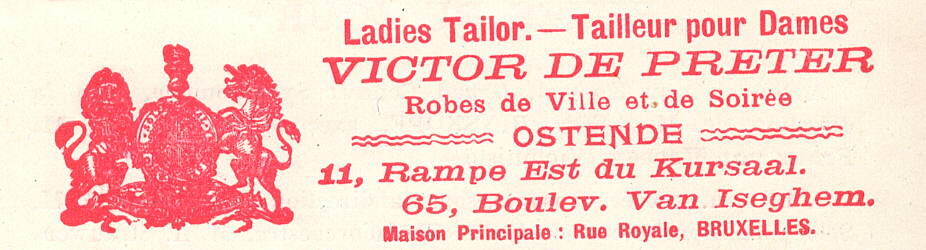 Ladies Tailor. — Tailleur pour Dames
VICTOR DE PRETER
Robes de Ville et de Soirée
OSTENDE
11, Rampe Est du Kursaal.
65, Boulev. Van Iseghem.
Maison Principale : Rue Royale, BRUXELLES.